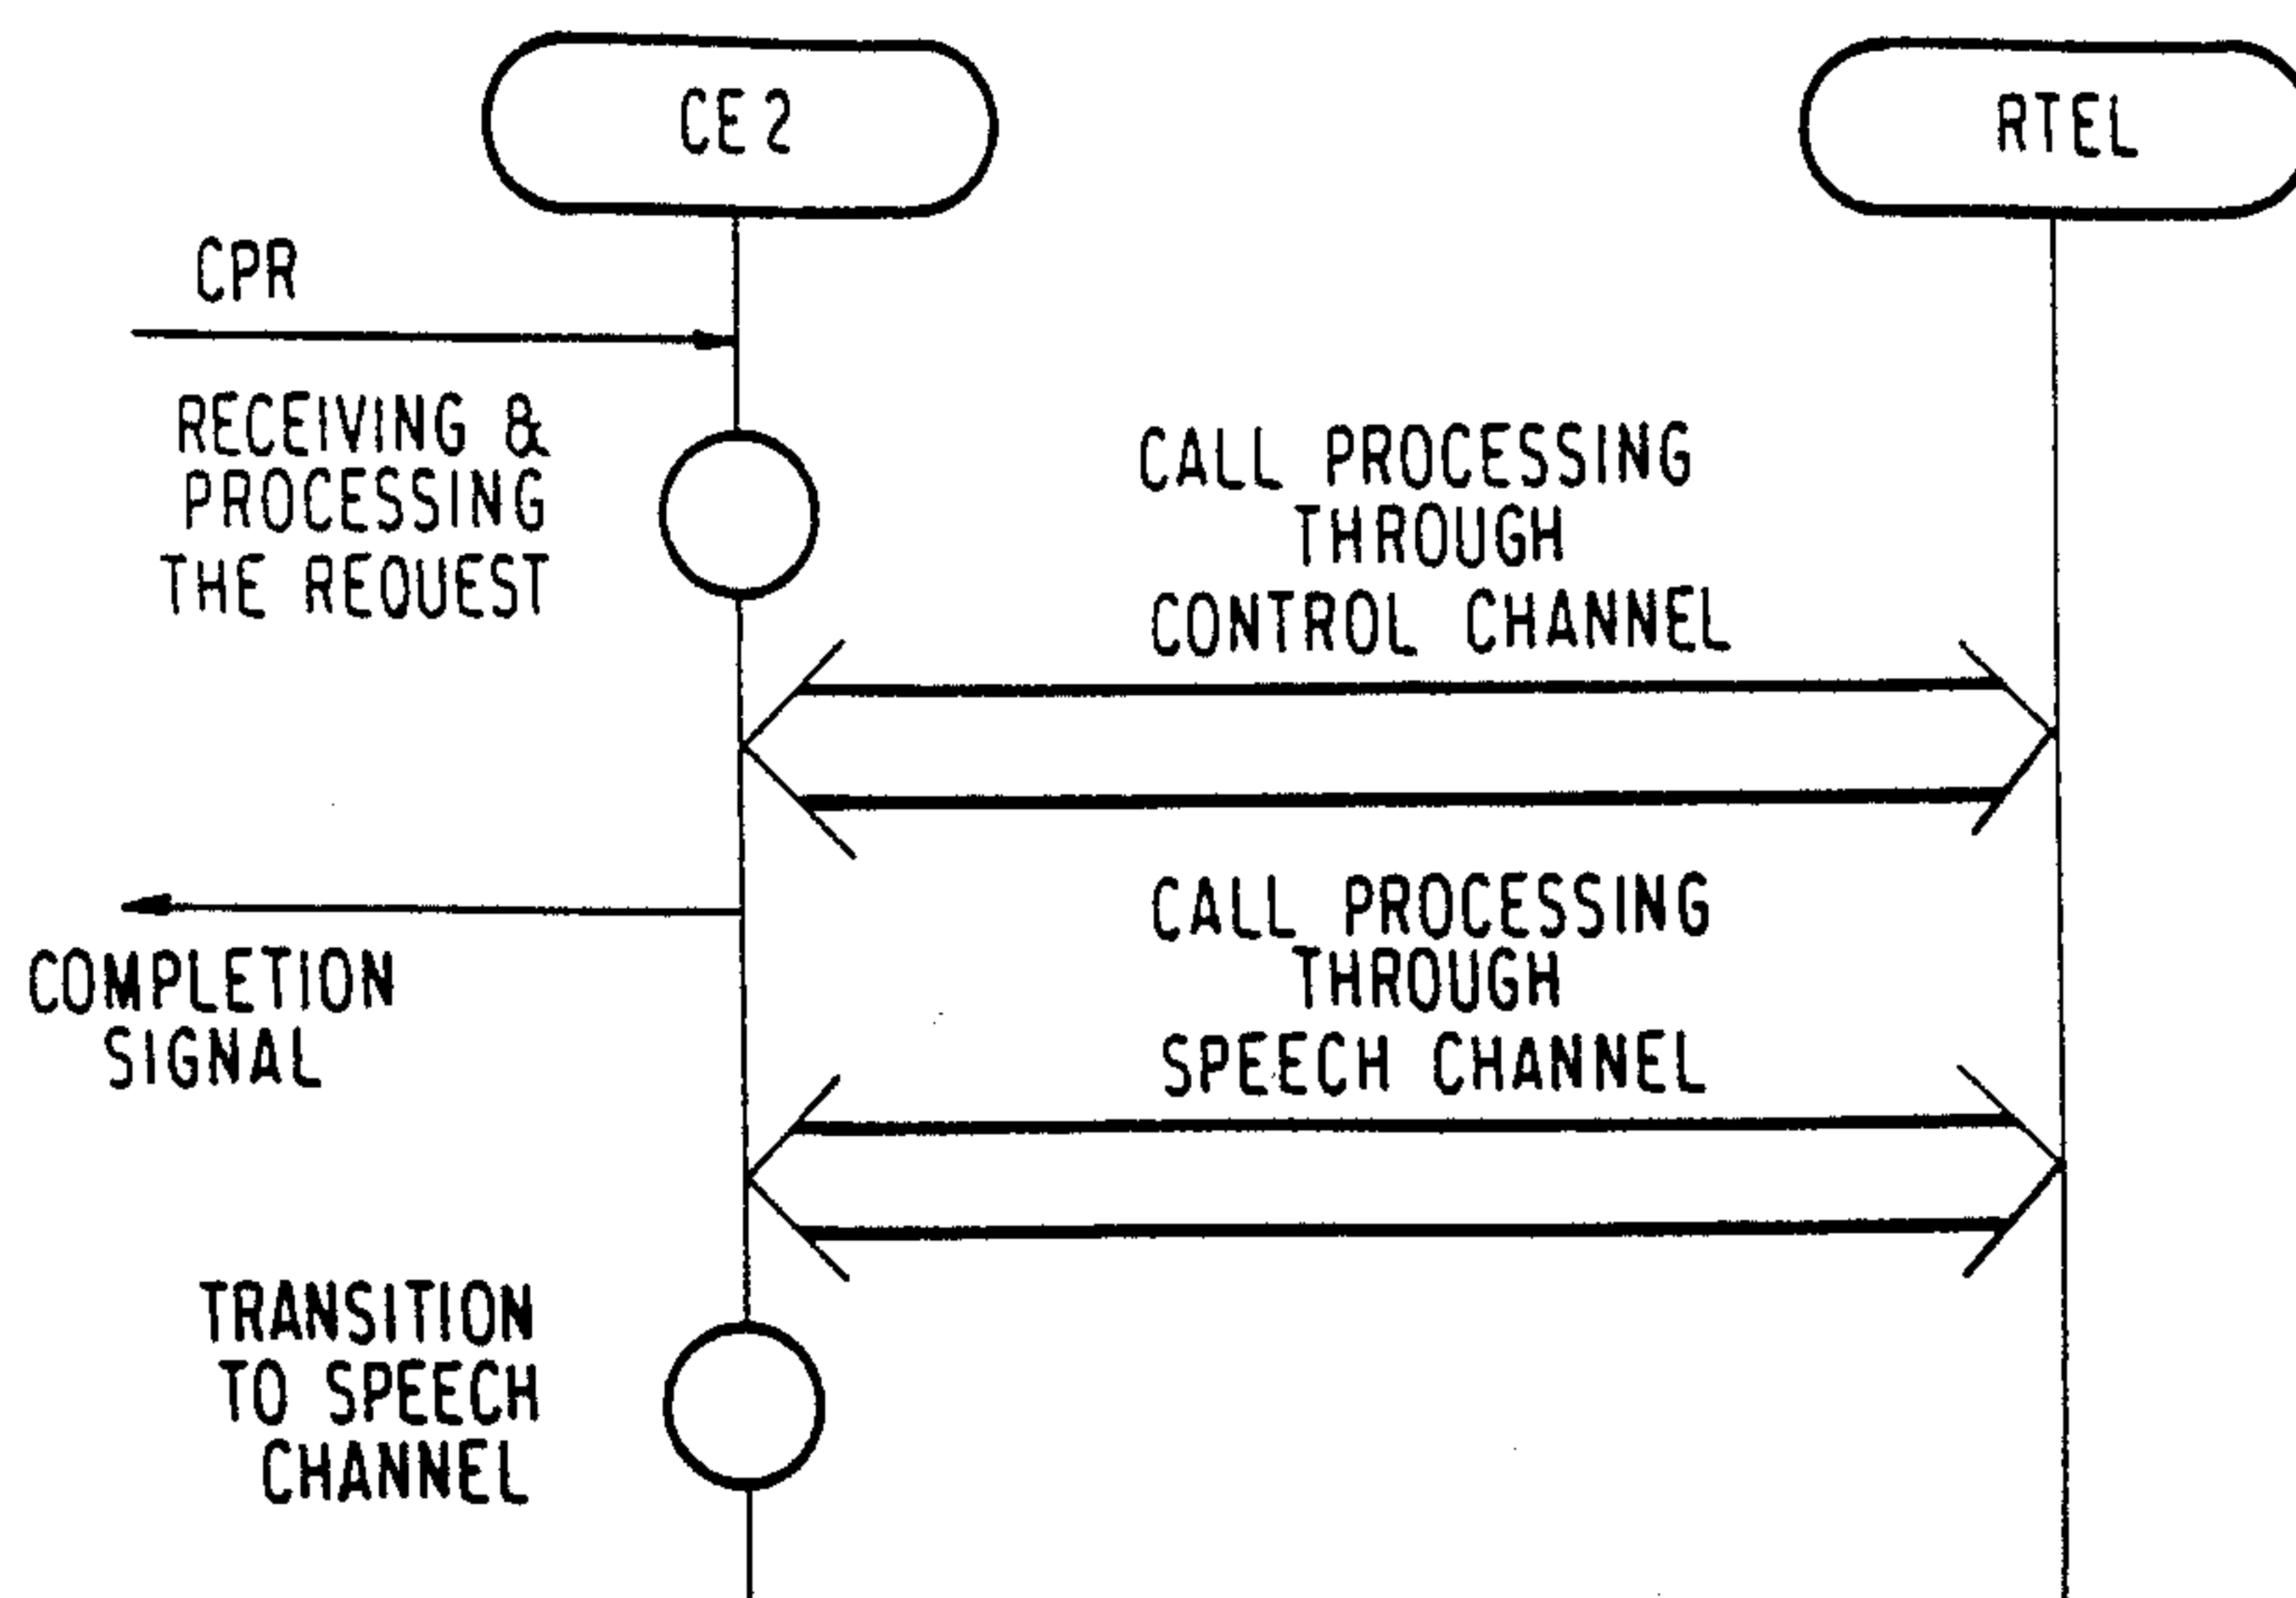 CE2
RTEL
CPR
RECEIVING &
PROCESSING
THE REQUEST
CALL PROCESSING
THROUGH
CONTROL CHANNEL
COMPLETION
SIGNAL
CALL PROCESSING
THROUGH
SPEECH CHANNEL
TRANSITION
TO SPEECH
CHANNEL